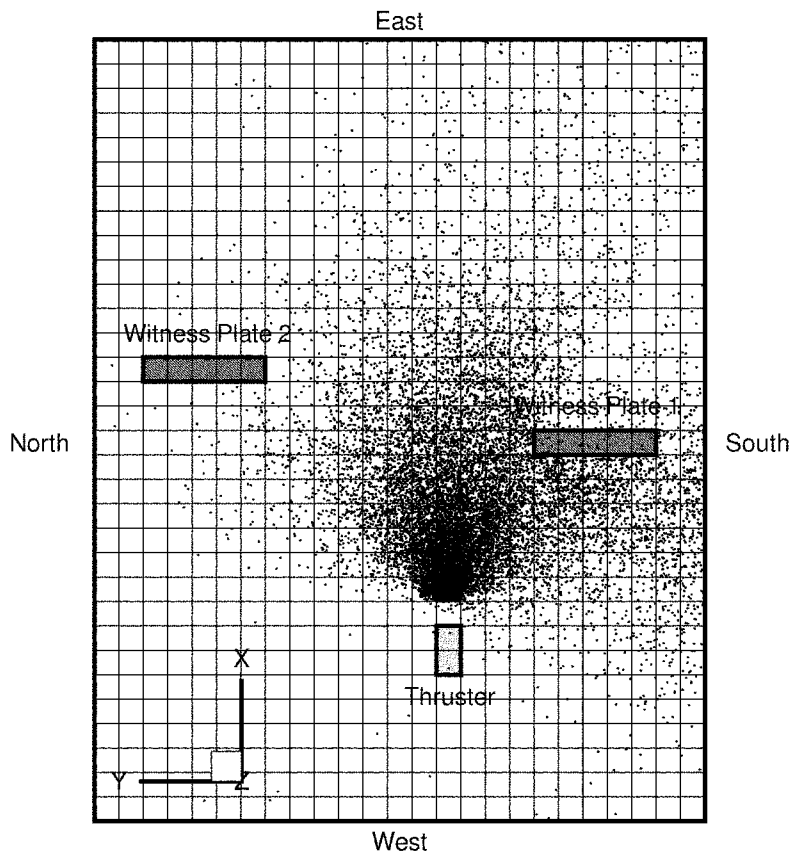 East
Witness Plate 2
Witness Plate 1
North
South
X
Thruster
Y
Z
West